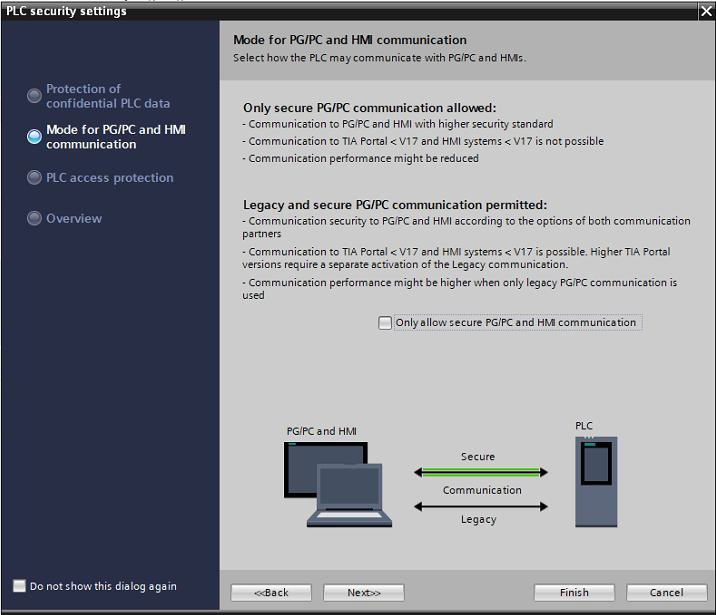 PLC security settings
Mode for PG/PC and HMI communication
Select how the PLC may communicate with PG/PC and HMIs.
Protection of
confidential PLC data
Mode for PG/PC and HMI
communication
PLC access protection
Overview
Only secure PG/PC communication allowed:
- Communication to PG/PC and HMI with higher security standard
- Communication to TIA Portal < V17 and HMI systems < V17 is not possible
- Communication performance might be reduced
Legacy and secure PG/PC communication permitted:
- Communication security to PG/PC and HMI according to the options of both communication
partners
- Communication to TIA Portal < V17 and HMI systems < V17 is possible. Higher TIA Portal
versions require a separate activation of the Legacy communication.
- Communication performance might be higher when only legacy PG/PC communication is
used
Only allow secure PG/PC and HMI communication
PG/PC and HMI
PLC
Secure
Communication
Legacy
Do not show this dialog again
<<Back
Next>>
Finish
Cancel